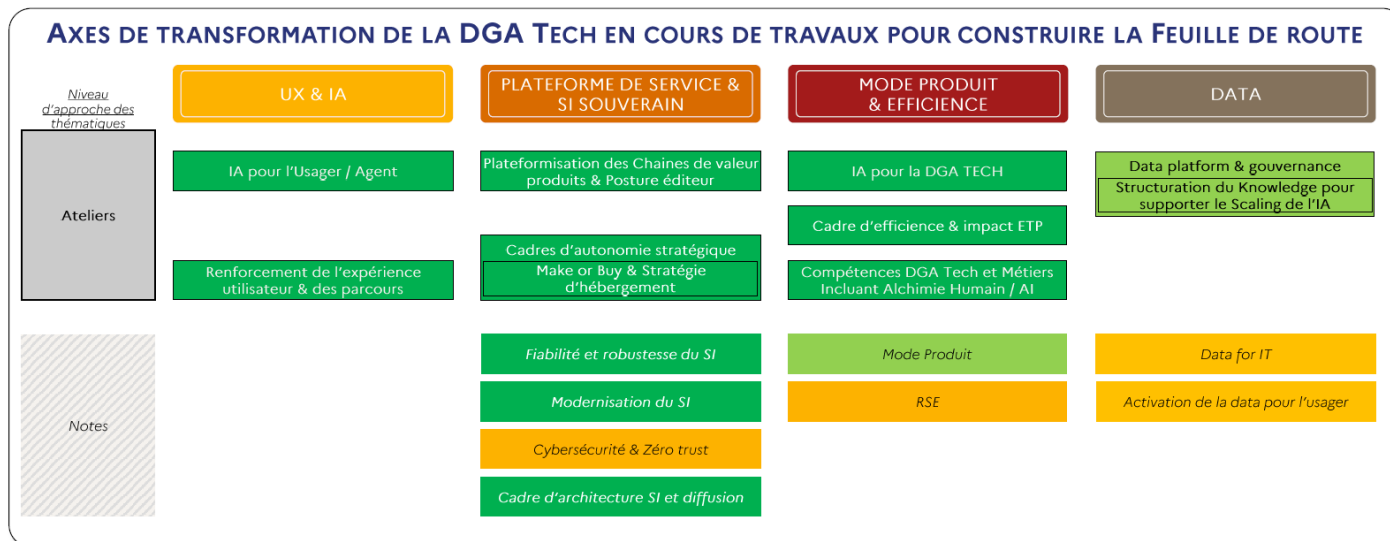 AXES DE TRANSFORMATION DE LA DGA TECH EN COURS DE TRAVAUX POUR CONSTRUIRE LA FEUILLE DE ROUTE
Niveau
d'approche des
thématiques
UX & IA
PLATEFORME DE SERVICE &
SI SOUVERAIN
MODE PRODUIT
& EFFICIENCE
DATA
Ateliers
IA pour l'Usager / Agent
Renforcement de l'expérience
utilisateur & des parcours
Plateformisation des Chaines de valeur
produits & Posture éditeur
Cadres d'autonomie stratégique
Make or Buy & Stratégie
d'hébergement
IA pour la DGA TECH
Cadre d'efficience & impact ETP
Compétences DGA Tech et Métiers
Incluant Alchimie Humain / AI
Data platform & gouvernance
Structuration du Knowledge pour
supporter le Scaling de l'IA
Notes
Fiabilité et robustesse du SI
Modernisation du SI
Cybersécurité & Zéro trust
Cadre d'architecture SI et diffusion
Mode Produit
RSE
Data for IT
Activation de la data pour l'usager